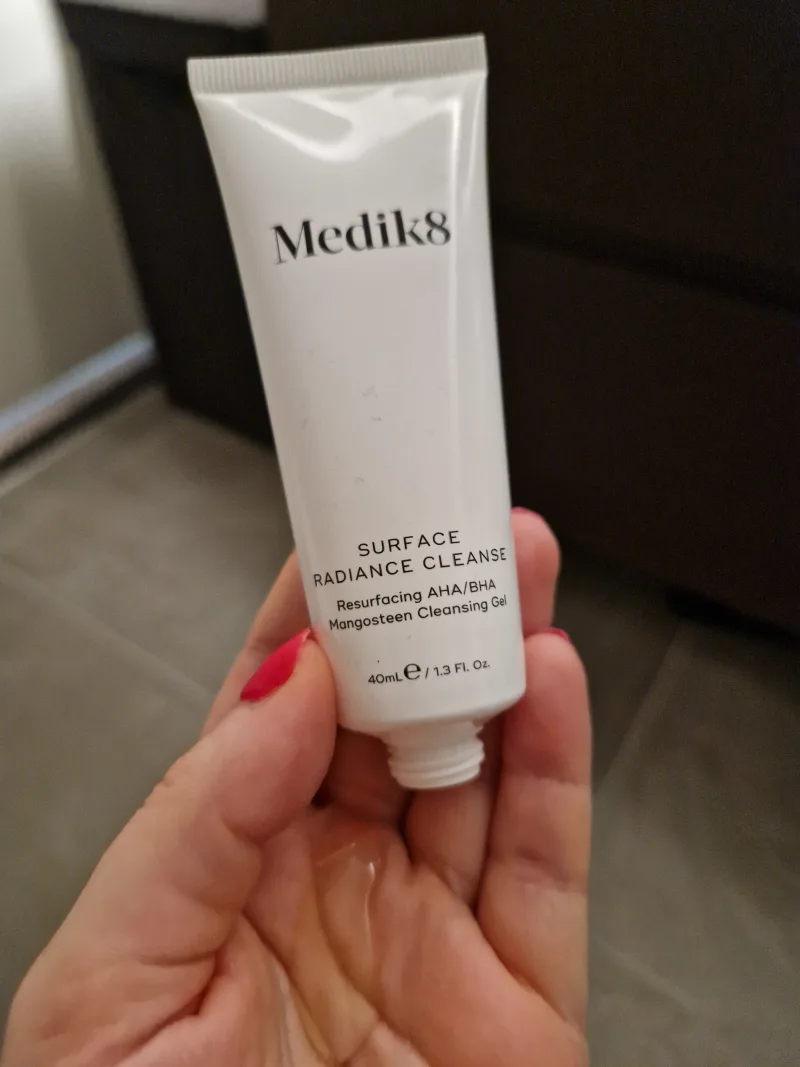 Medik8
SURFACE
RADIANCE CLEANSE
Resurfacing AHA/BHA
Mangosteen Cleansing Gel
40mL℮ / 1.3 Fl. Oz.